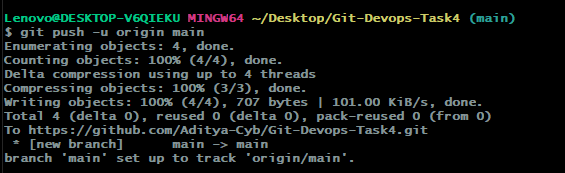 Lenovo@DESKTOP-V6QIEKU MINGW64 ~/Desktop/Git-Devops-Task4 (main)
$ git push -u origin main
Enumerating objects: 4, done.
Counting objects: 100% (4/4), done.
Delta compression using up to 4 threads
Compressing objects: 100% (3/3), done.
Writing objects: 100% (4/4), 707 bytes | 101.00 KiB/s, done.
Total 4 (delta 0), reused 0 (delta 0), pack-reused 0 (from 0)
To https://github.com/Aditya-Cyb/Git-Devops-Task4.git
 * [new branch]      main -> main
branch 'main' set up to track 'origin/main'.